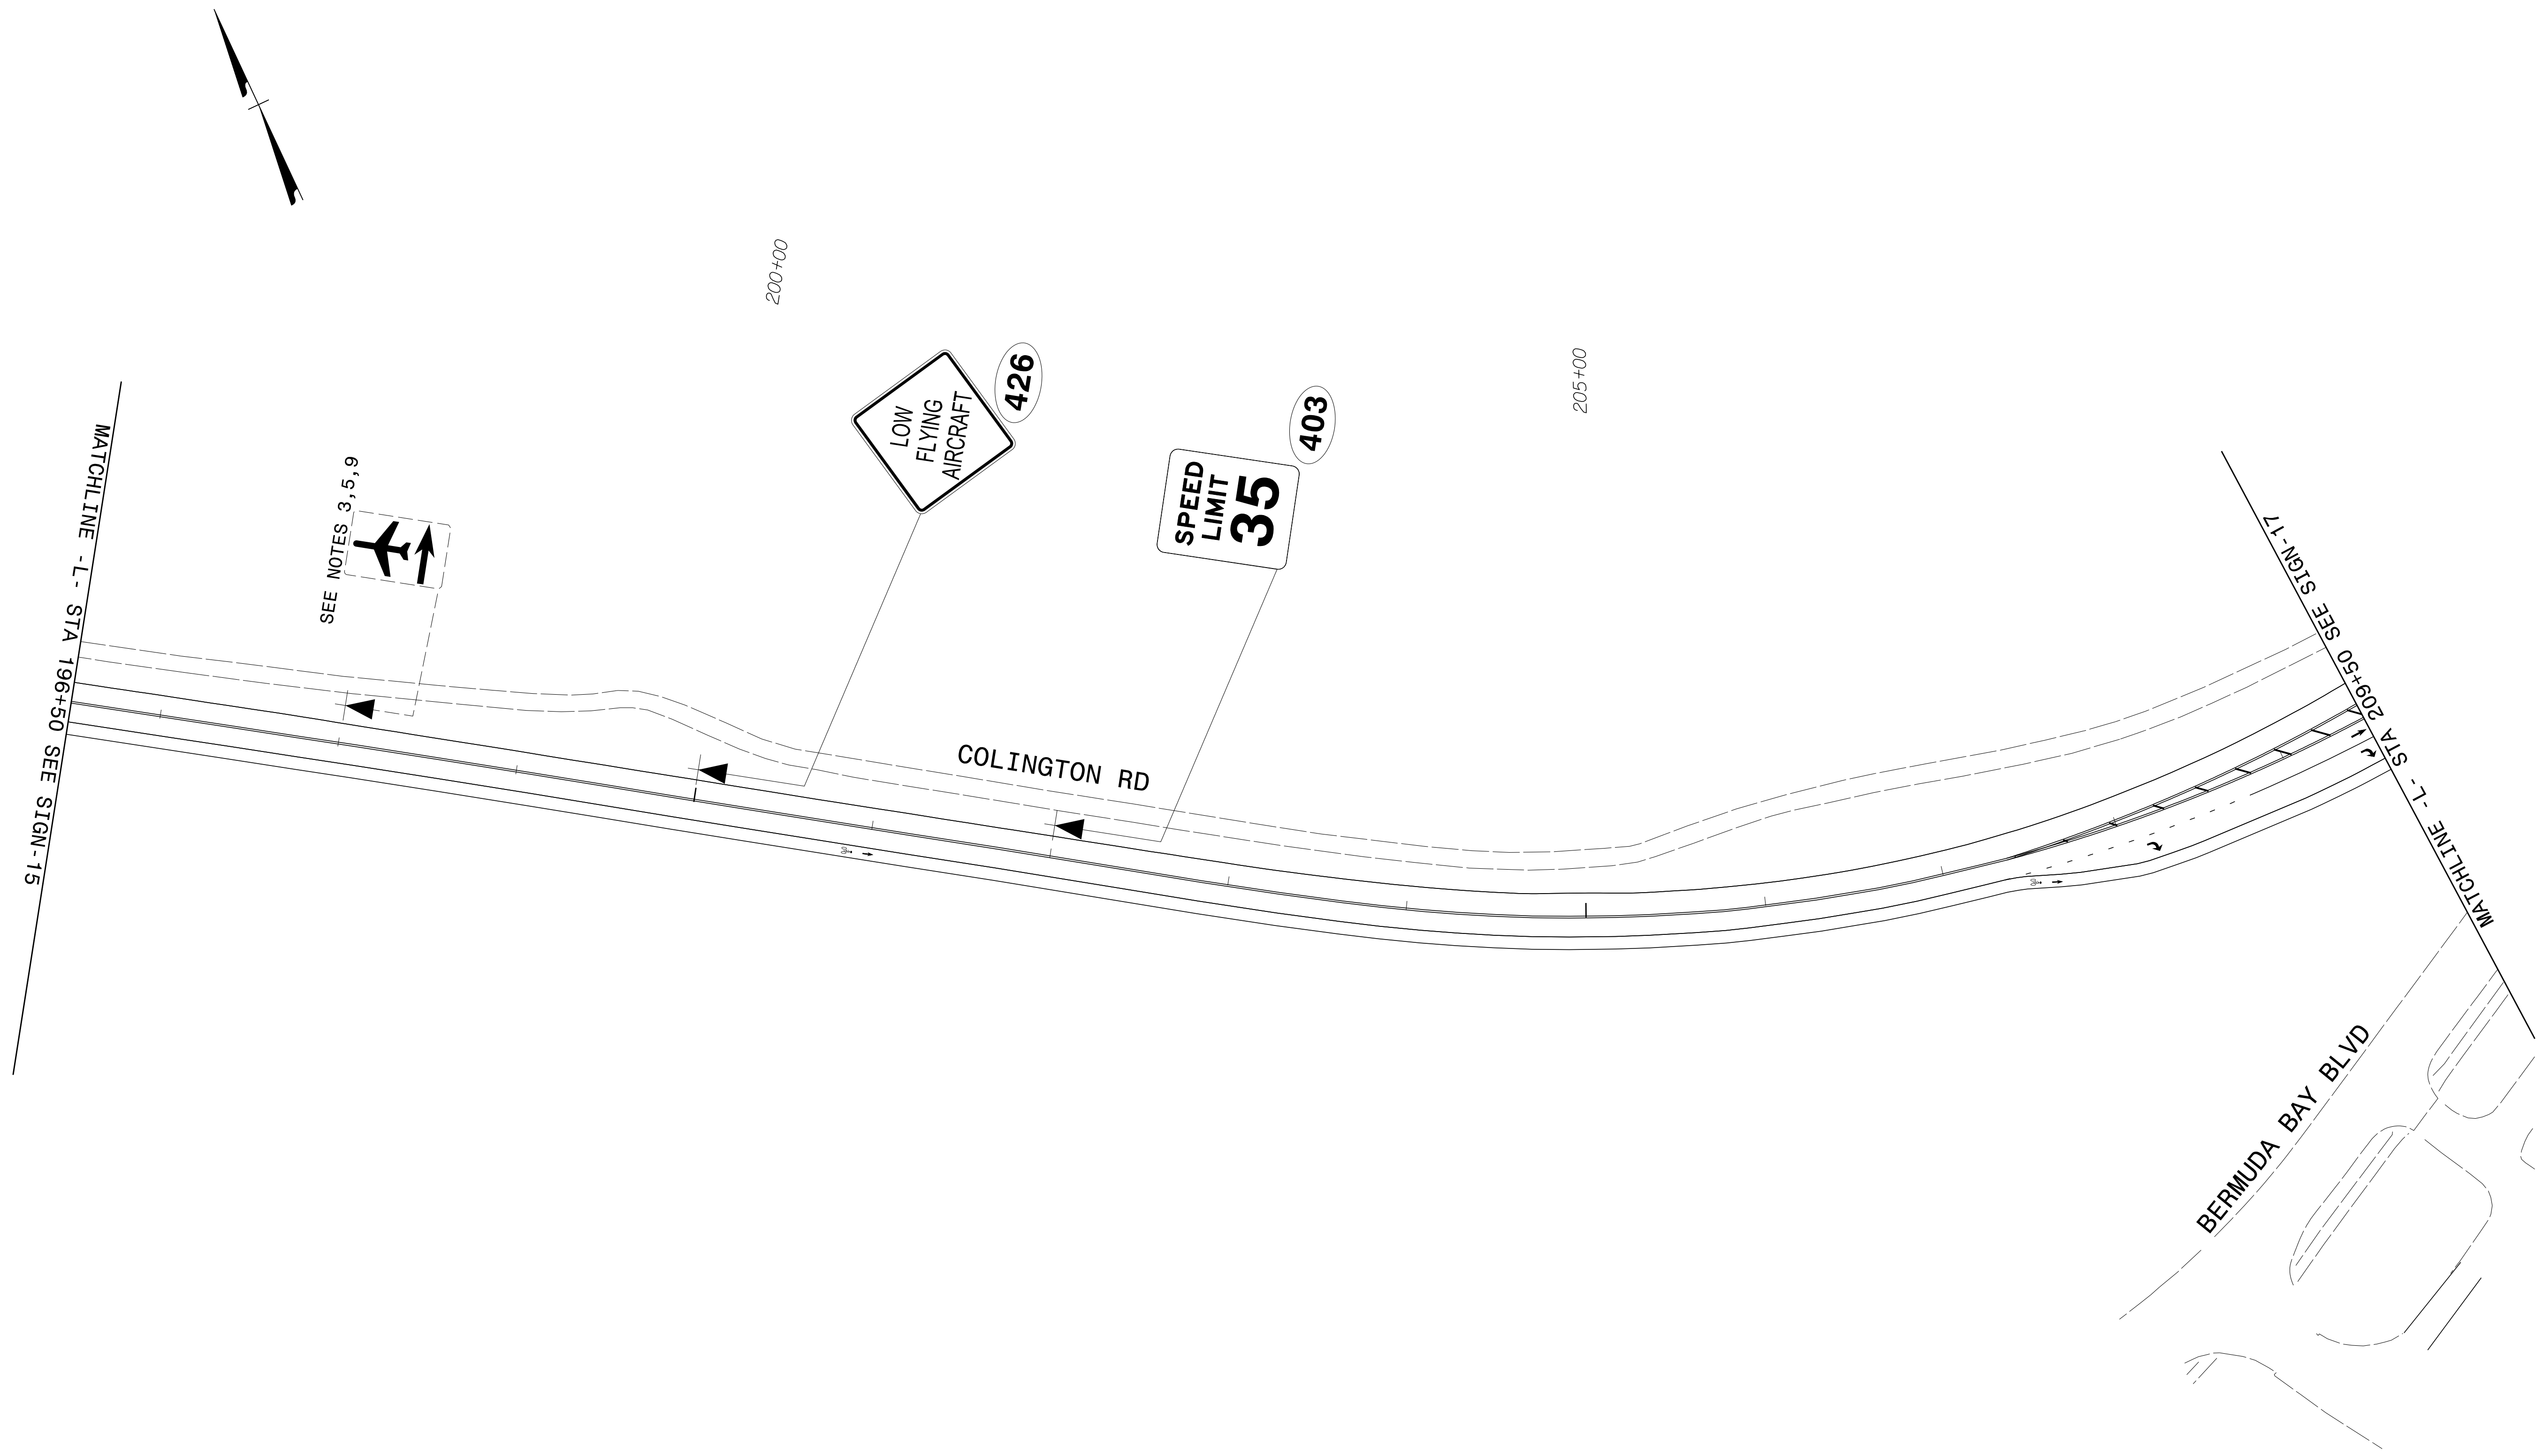 MATCHLINE -L- STA 196+50 SEE SIGN-15
SEE NOTES 3,5,9
200+00
LOW
FLYING
AIRCRAFT
426
SPEED
LIMIT
35
403
205+00
COLINGTON RD
MATCHLINE -L- STA 209+50 SEE SIGN-17
BERMUDA BAY BLVD